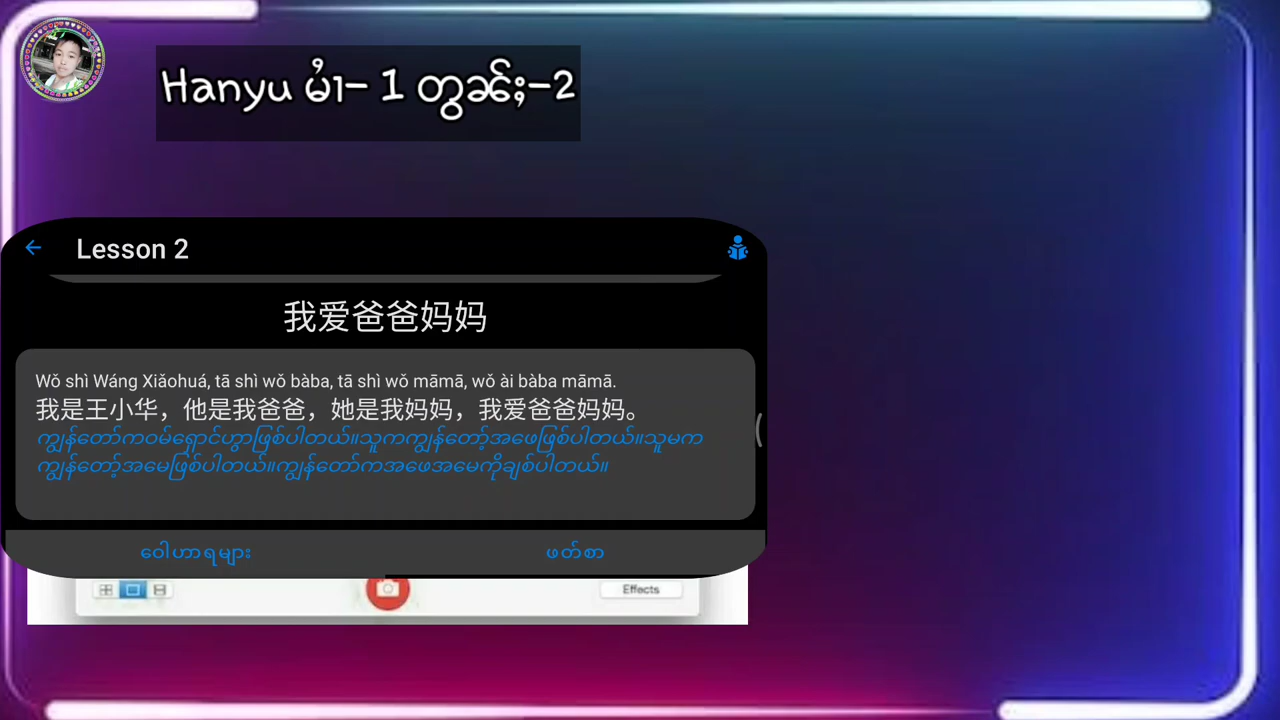 Hanyu မၢႆ- 1 တွၼ်ႈ-2
Lesson 2
我爱爸爸妈妈
Wǒ shì Wáng Xiǎohuá, tā shì wǒ bàba, tā shì wǒ māmā, wǒ ài bàba māmā.
我是王小华，他是我爸爸，她是我妈妈，我爱爸爸妈妈。
ကျွန်တော်ကဝမ်ရှောင်ဟွာဖြစ်ပါတယ်။သူကကျွန်တော့်အဖေဖြစ်ပါတယ်။သူမက
ကျွန်တော့်အမေဖြစ်ပါတယ်။ကျွန်တော်ကအဖေအမေကိုချစ်ပါတယ်။
ဝေါဟာရများ
ဖတ်စာ
Effects